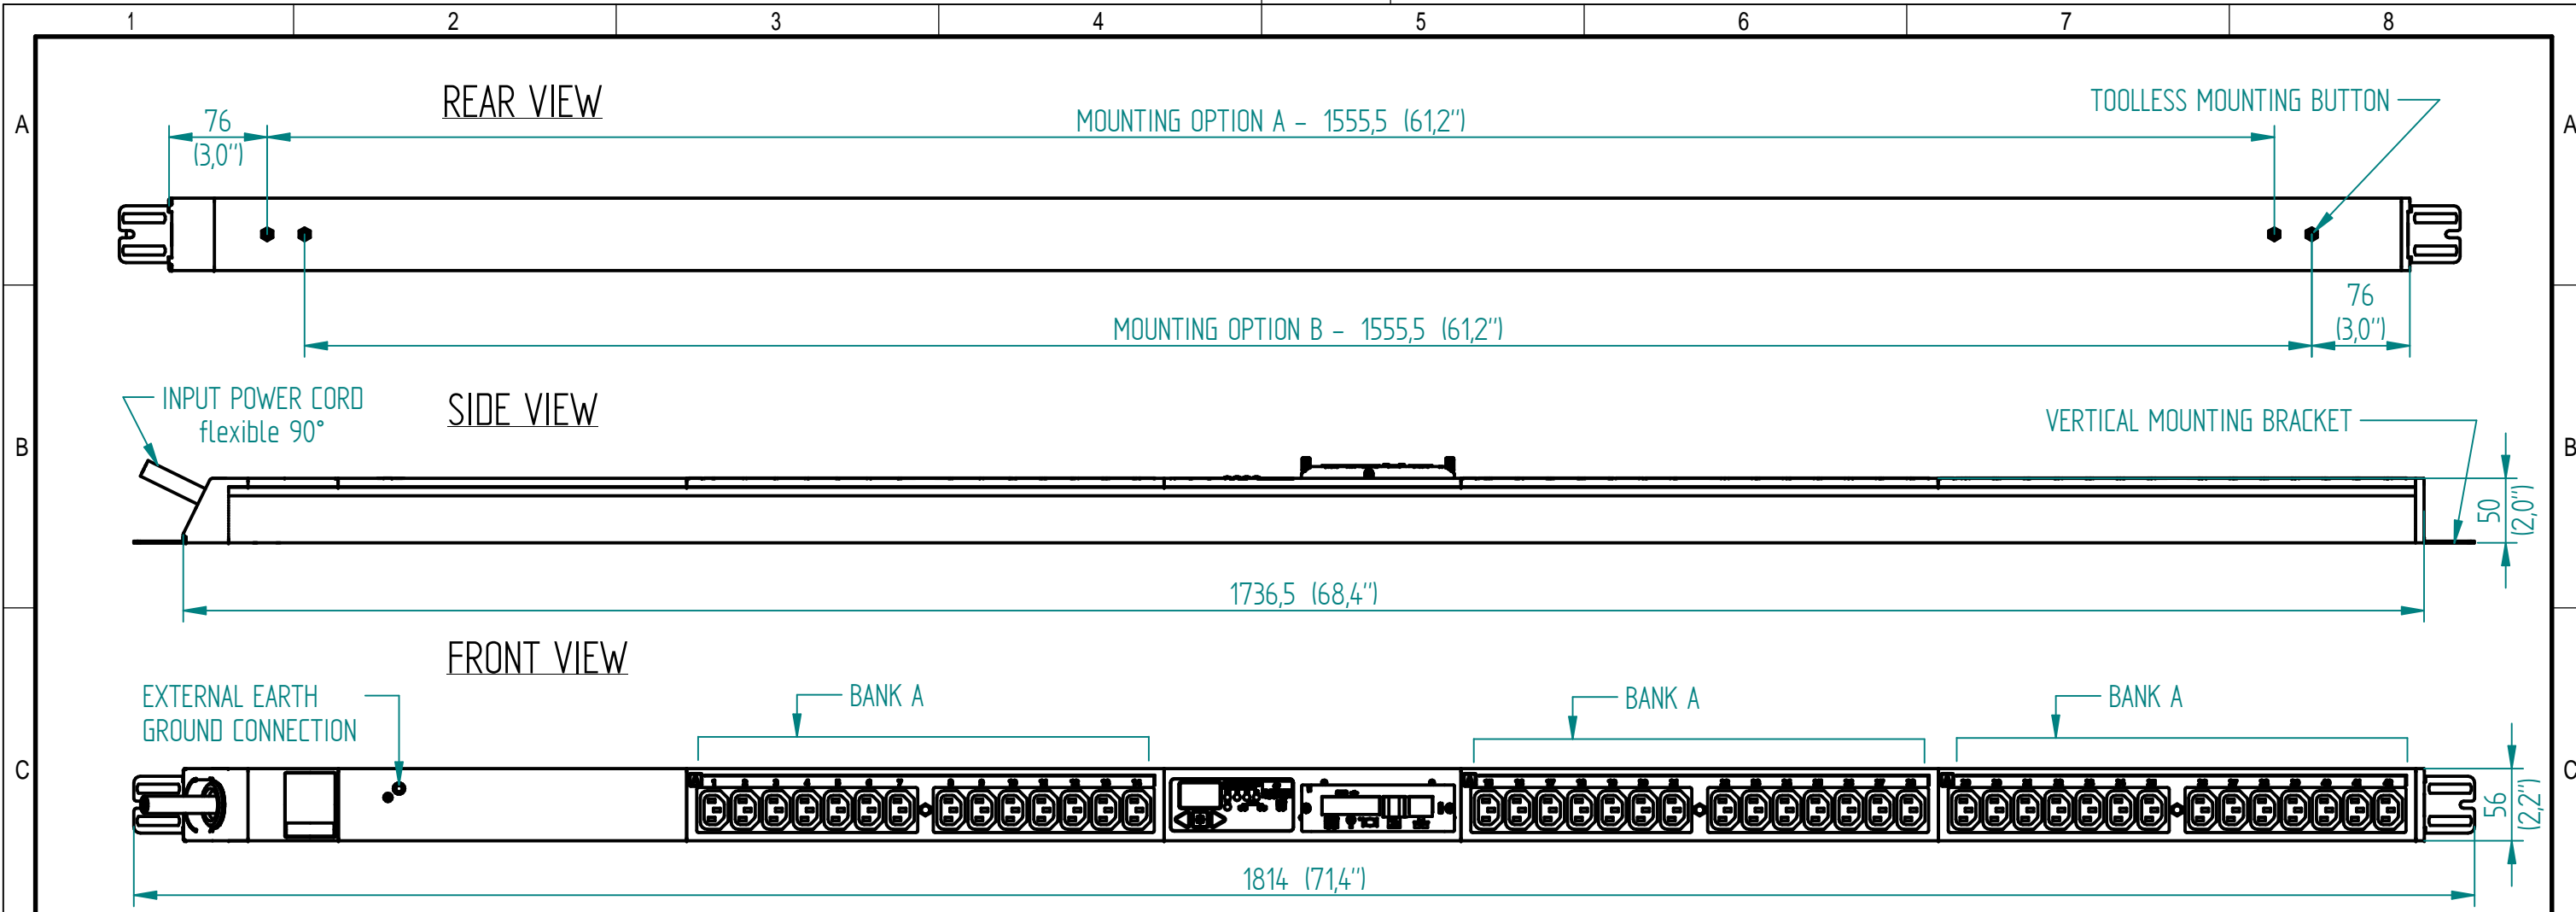 1 2 3 4 5 6 7 8
A A
REAR VIEW
76
(3,0")
MOUNTING OPTION A - 1555,5 (61,2")
TOOLLESS MOUNTING BUTTON
MOUNTING OPTION B - 1555,5 (61,2")
76
(3,0")
B B
INPUT POWER CORD
flexible 90°
SIDE VIEW
VERTICAL MOUNTING BRACKET
50
(2,0")
1736,5 (68,4")
FRONT VIEW
C C
EXTERNAL EARTH
GROUND CONNECTION
BANK A
BANK A
BANK A
56
(2,2")
1814 (71,4")